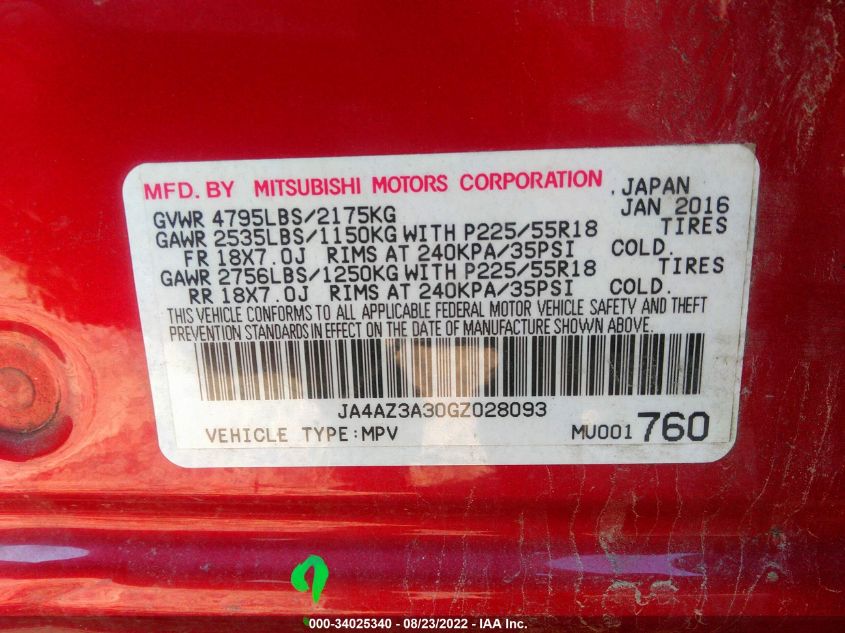 MFD. BY MITSUBISHI MOTORS CORPORATION, JAPAN
GVWR 4795LBS/2175KG JAN 2016
GAWR 2535LBS/1150KG WITH P225/55R18 TIRES
FR 18X7.0J RIMS AT 240KPA/35PSI COLD.
GAWR 2756LBS/1250KG WITH P225/55R18 TIRES
RR 18X7.0J RIMS AT 240KPA/35PSI COLD.
THIS VEHICLE CONFORMS TO ALL APPLICABLE FEDERAL MOTOR VEHICLE SAFETY AND THEFT
PREVENTION STANDARDS IN EFFECT ON THE DATE OF MANUFACTURE SHOWN ABOVE.
JA4AZ3A30GZ028093
VEHICLE TYPE:MPV MU001760
000-34025340 - 08/23/2022 - IAA Inc.